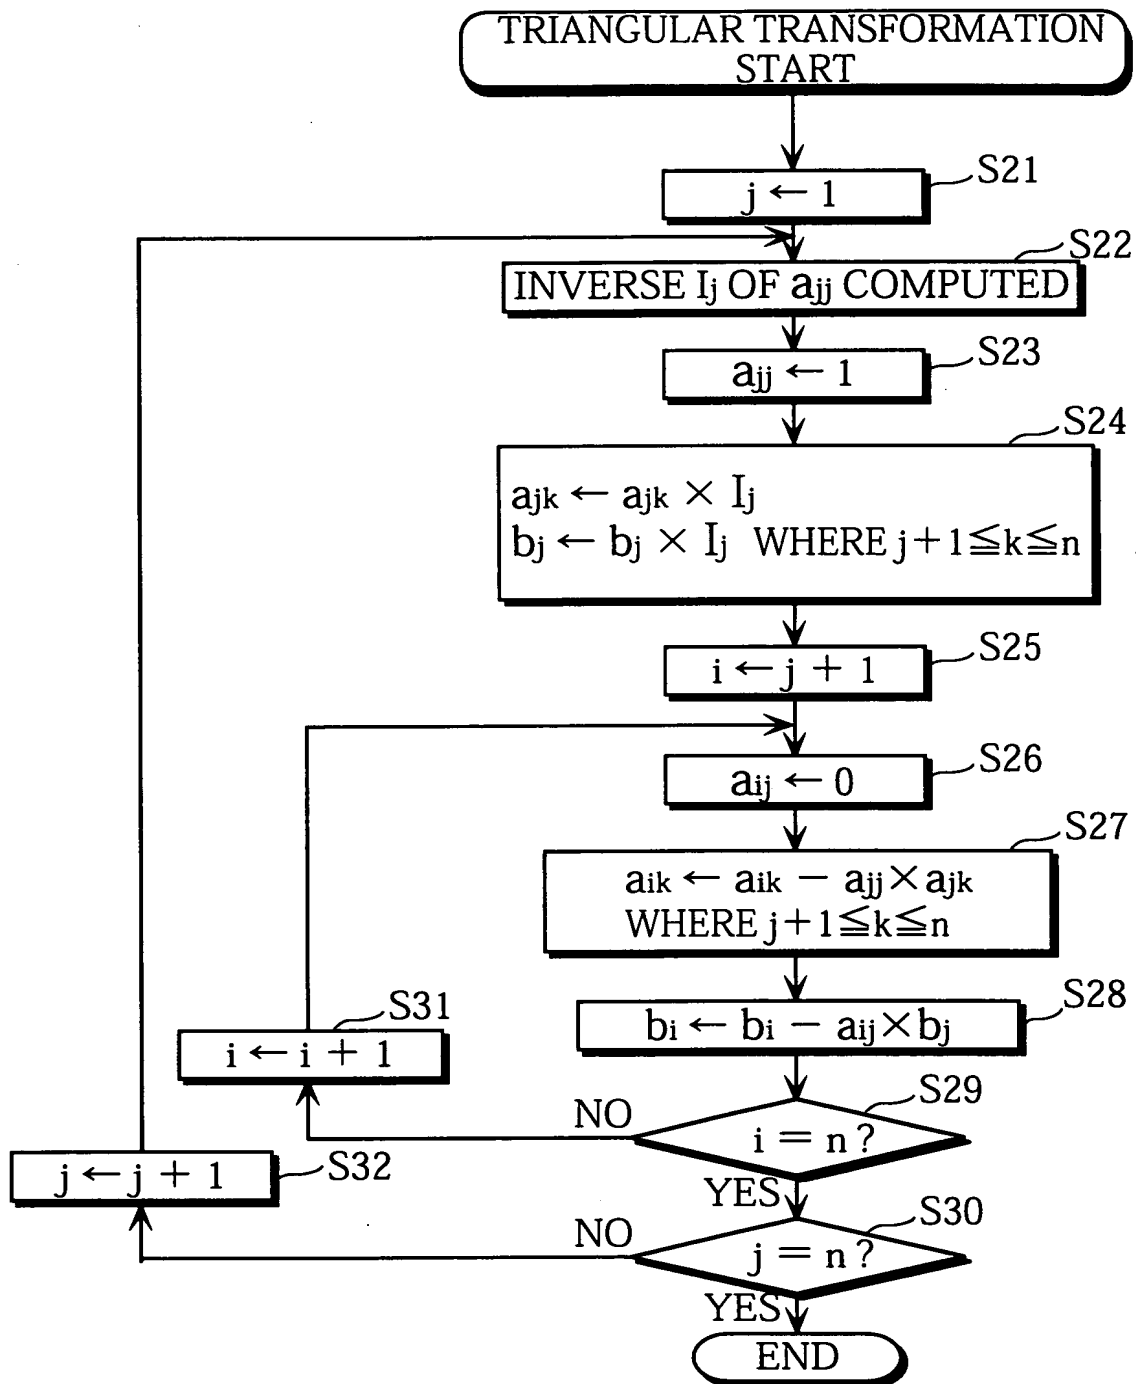 TRIANGULAR TRANSFORMATION
START
S21
j ← 1
S22
INVERSE Ij OF ajj COMPUTED
S23
ajj ← 1
S24
ajk ← ajk × Ij
bj ← bj × Ij WHERE j+1≦k≦n
S25
i ← j + 1
S26
aij ← 0
S27
aik ← aik − ajj×ajk
WHERE j+1≦k≦n
S28
bi ← bi − aij×bj
S31
i ← i + 1
S29
NO
i = n ?
S32
j ← j + 1
YES
S30
NO
j = n ?
YES
END